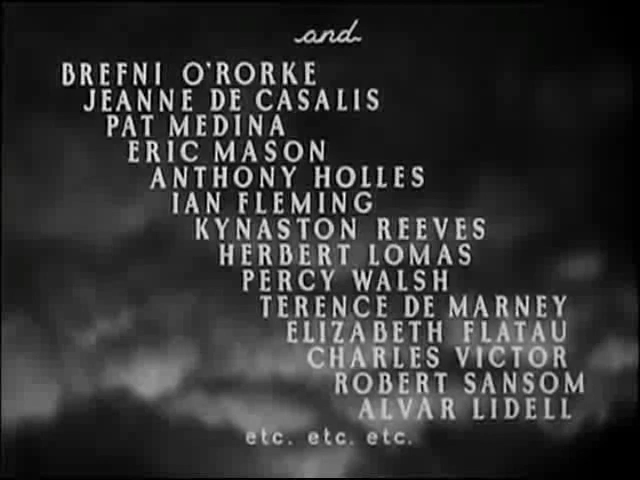 and
BREFNI O'RORKE
JEANNE DE CASALIS
PAT MEDINA
ERIC MASON
ANTHONY HOLLES
IAN FLEMING
KYNASTON REEVES
HERBERT LOMAS
PERCY WALSH
TERENCE DE MARNEY
ELIZABETH FLATAU
CHARLES VICTOR
ROBERT SANSOM
ALVAR LIDELL
etc. etc. etc.